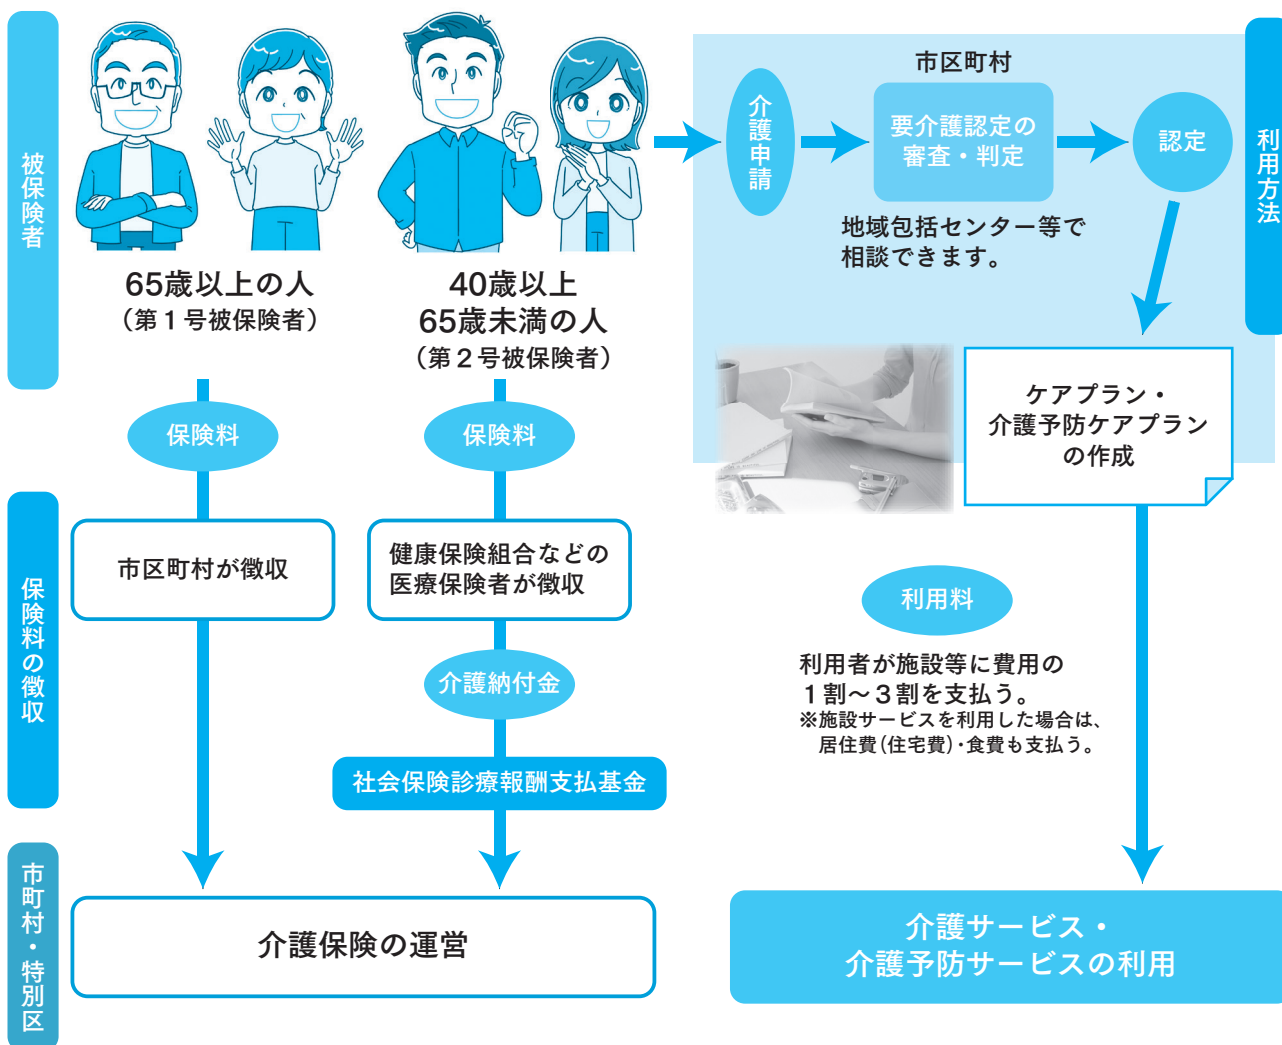 被保険者
65歳以上の人
（第１号被保険者）
40歳以上
65歳未満の人
（第２号被保険者）
保険料
保険料
保険料の徴収
市区町村が徴収
健康保険組合などの
医療保険者が徴収
介護納付金
社会保険診療報酬支払基金
市町村・特別区
介護保険の運営
利用方法
介護申請
市区町村
要介護認定の
審査・判定
認定
地域包括センター等で
相談できます。
ケアプラン・
介護予防ケアプラン
の作成
利用料
利用者が施設等に費用の
１割～３割を支払う。
※施設サービスを利用した場合は、
居住費(住宅費)・食費も支払う。
介護サービス・
介護予防サービスの利用